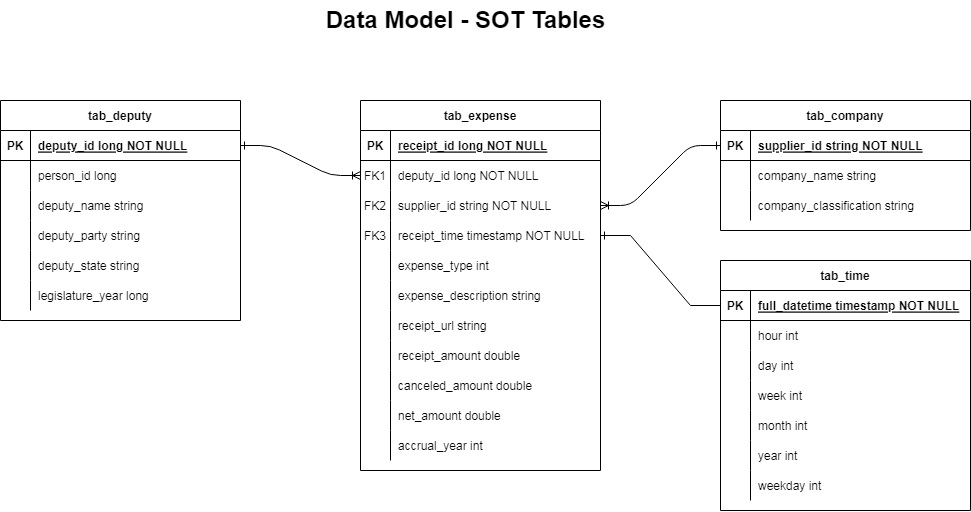 Data Model - SOT Tables
tab_deputy
PK deputy_id long NOT NULL
person_id long
deputy_name string
deputy_party string
deputy_state string
legislature_year long
tab_expense
PK receipt_id long NOT NULL
FK1 deputy_id long NOT NULL
FK2 supplier_id string NOT NULL
FK3 receipt_time timestamp NOT NULL
expense_type int
expense_description string
receipt_url string
receipt_amount double
canceled_amount double
net_amount double
accrual_year int
tab_company
PK supplier_id string NOT NULL
company_name string
company_classification string
tab_time
PK full_datetime timestamp NOT NULL
hour int
day int
week int
month int
year int
weekday int